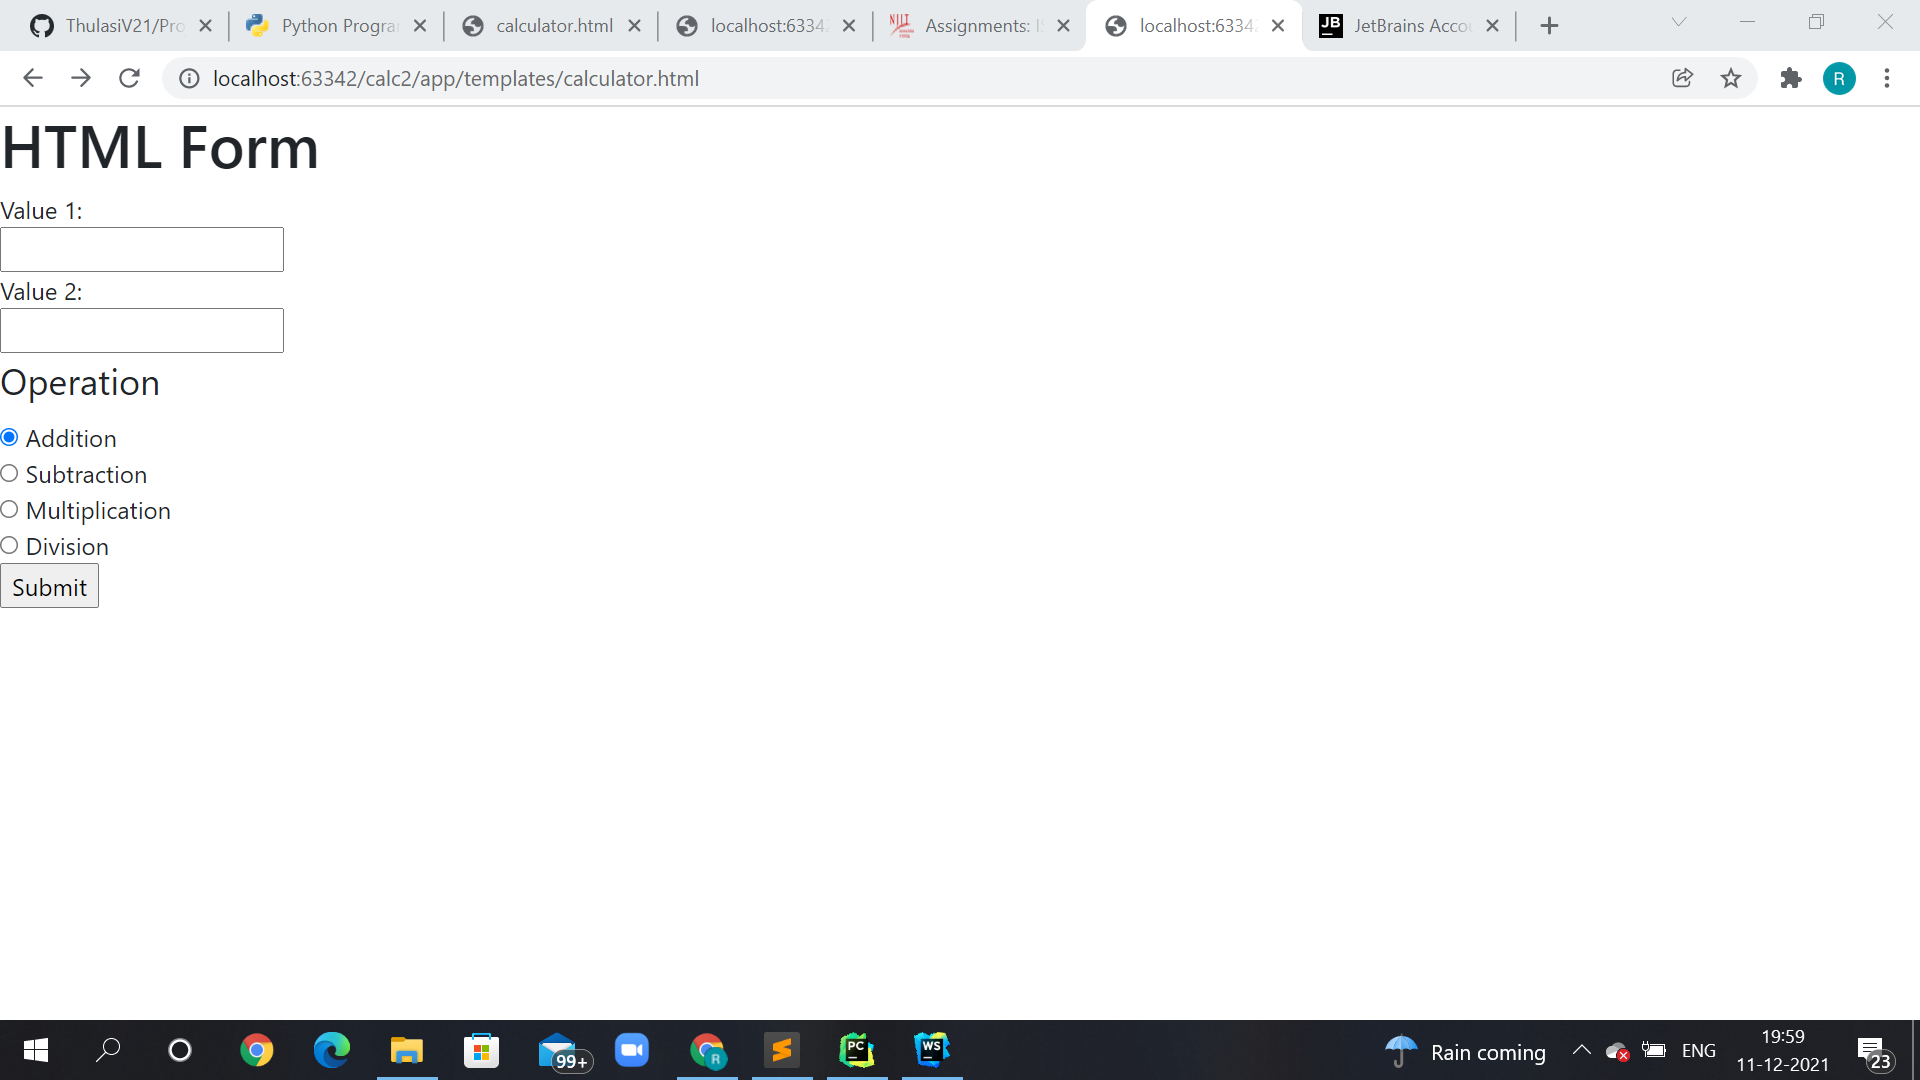 ThulasiV21/Pro
Python Progra
calculator.html
localhost:6334
Assignments: I
localhost:6334
JB
JetBrains Acco
localhost:63342/calc2/app/templates/calculator.html
R
HTML Form
Value 1:
Value 2:
Operation
Addition
Subtraction
Multiplication
Division
Submit
99+
R
PC
WS
Rain coming
ENG
19:59
11-12-2021
23